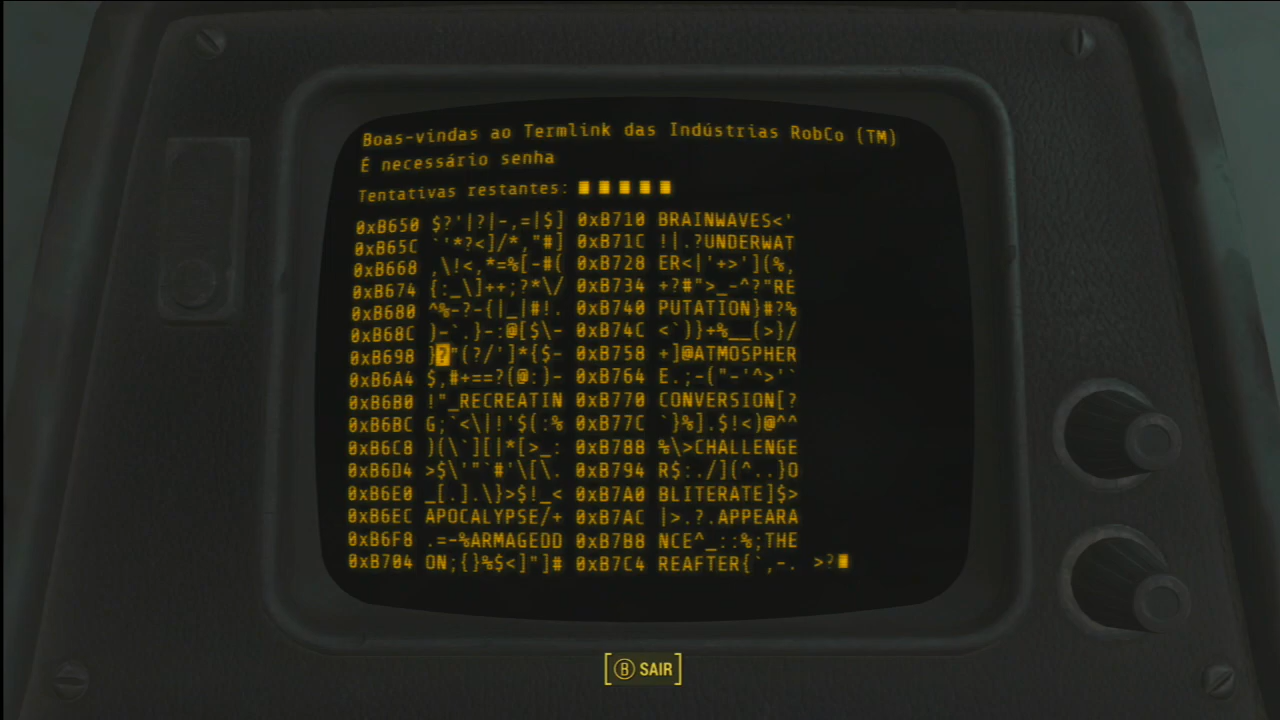 Boas-vindas ao Termlink das Indústrias RobCo (TM)
É necessário senha
Tentativas restantes: ■ ■ ■ ■ ■
0xB650 $?'|?|-,=|$] 0xB710 BRAINWAVES<'
0xB65C `'*?<]/*,"#] 0xB71C !|.?UNDERWAT
0xB668 ,\!<,*=%[-#( 0xB728 ER<|'+>'](%,
0xB674 {:_\]++;?*\/ 0xB734 +?#">_-^?"RE
0xB680 ^%-?-{|_|#!. 0xB740 PUTATION}#?%
0xB68C )-`.}-:@[$\- 0xB74C <`)}+%__(>}/
0xB698 }?"(?/']*{$- 0xB758 +]@ATMOSPHER
0xB6A4 $,#+==?(@:)- 0xB764 E.;-("-'^>'`
0xB6B0 !"_RECREATIN 0xB770 CONVERSION[?
0xB6BC G;`<\|!'$(:% 0xB77C `}%].$!<)@^^
0xB6C8 )(\`][|*[>_: 0xB788 %\>CHALLENGE
0xB6D4 >$\'"`#'\[\. 0xB794 R$:./](^..}O
0xB6E0 _[.].\}>$!_< 0xB7A0 BLITERATE]$>
0xB6EC APOCALYPSE/+ 0xB7AC |>.?.APPEARA
0xB6F8 .=-%ARMAGEDD 0xB7B8 NCE^_::%;THE
0xB704 ON;{}%$<]"]# 0xB7C4 REAFTER{`,-. >?■
[Ⓑ SAIR]